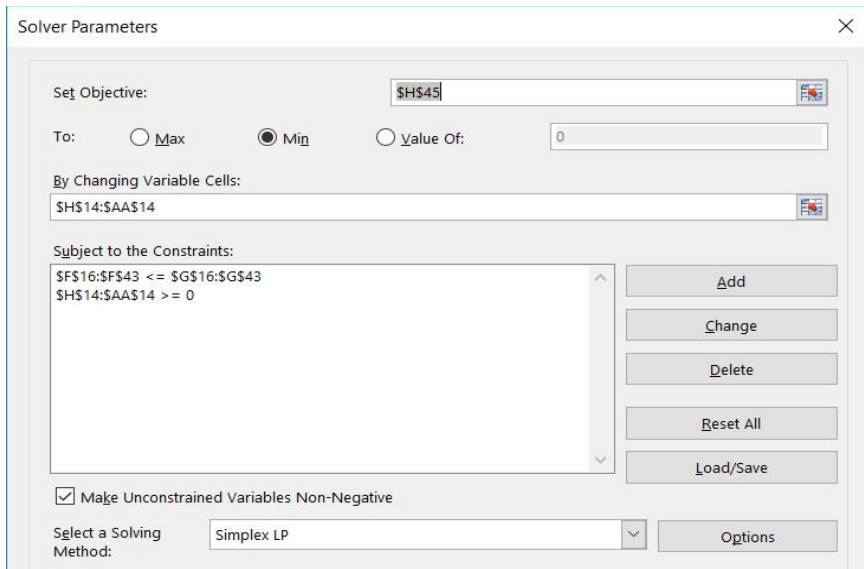 Solver Parameters
Set Objective: $H$45
To: Max Min Value Of: 0
By Changing Variable Cells:
$H$14:$AA$14
Subject to the Constraints:
$F$16:$F$43 <= $G$16:$G$43
$H$14:$AA$14 >= 0
Add
Change
Delete
Reset All
Load/Save
Make Unconstrained Variables Non-Negative
Select a Solving
Method:
Simplex LP
Options